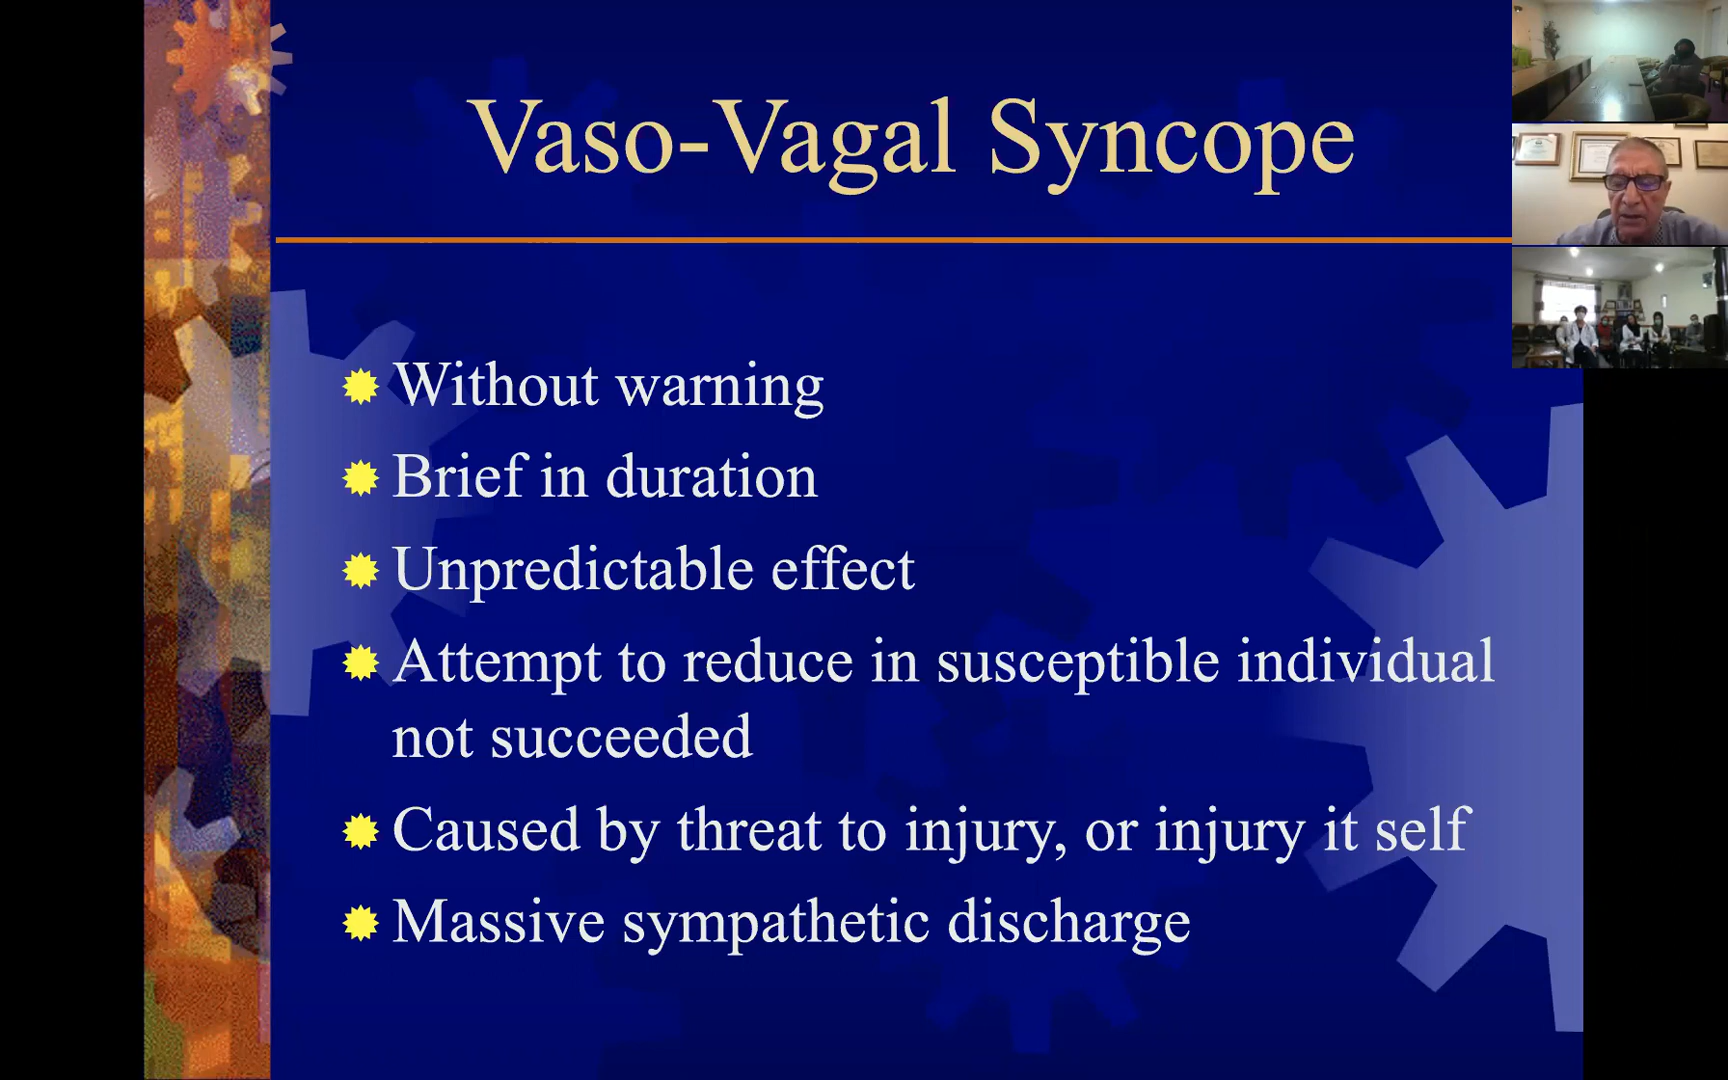 Vaso-Vagal Syncope
Without warning
Brief in duration
Unpredictable effect
Attempt to reduce in susceptible individual
not succeeded
Caused by threat to injury, or injury it self
Massive sympathetic discharge